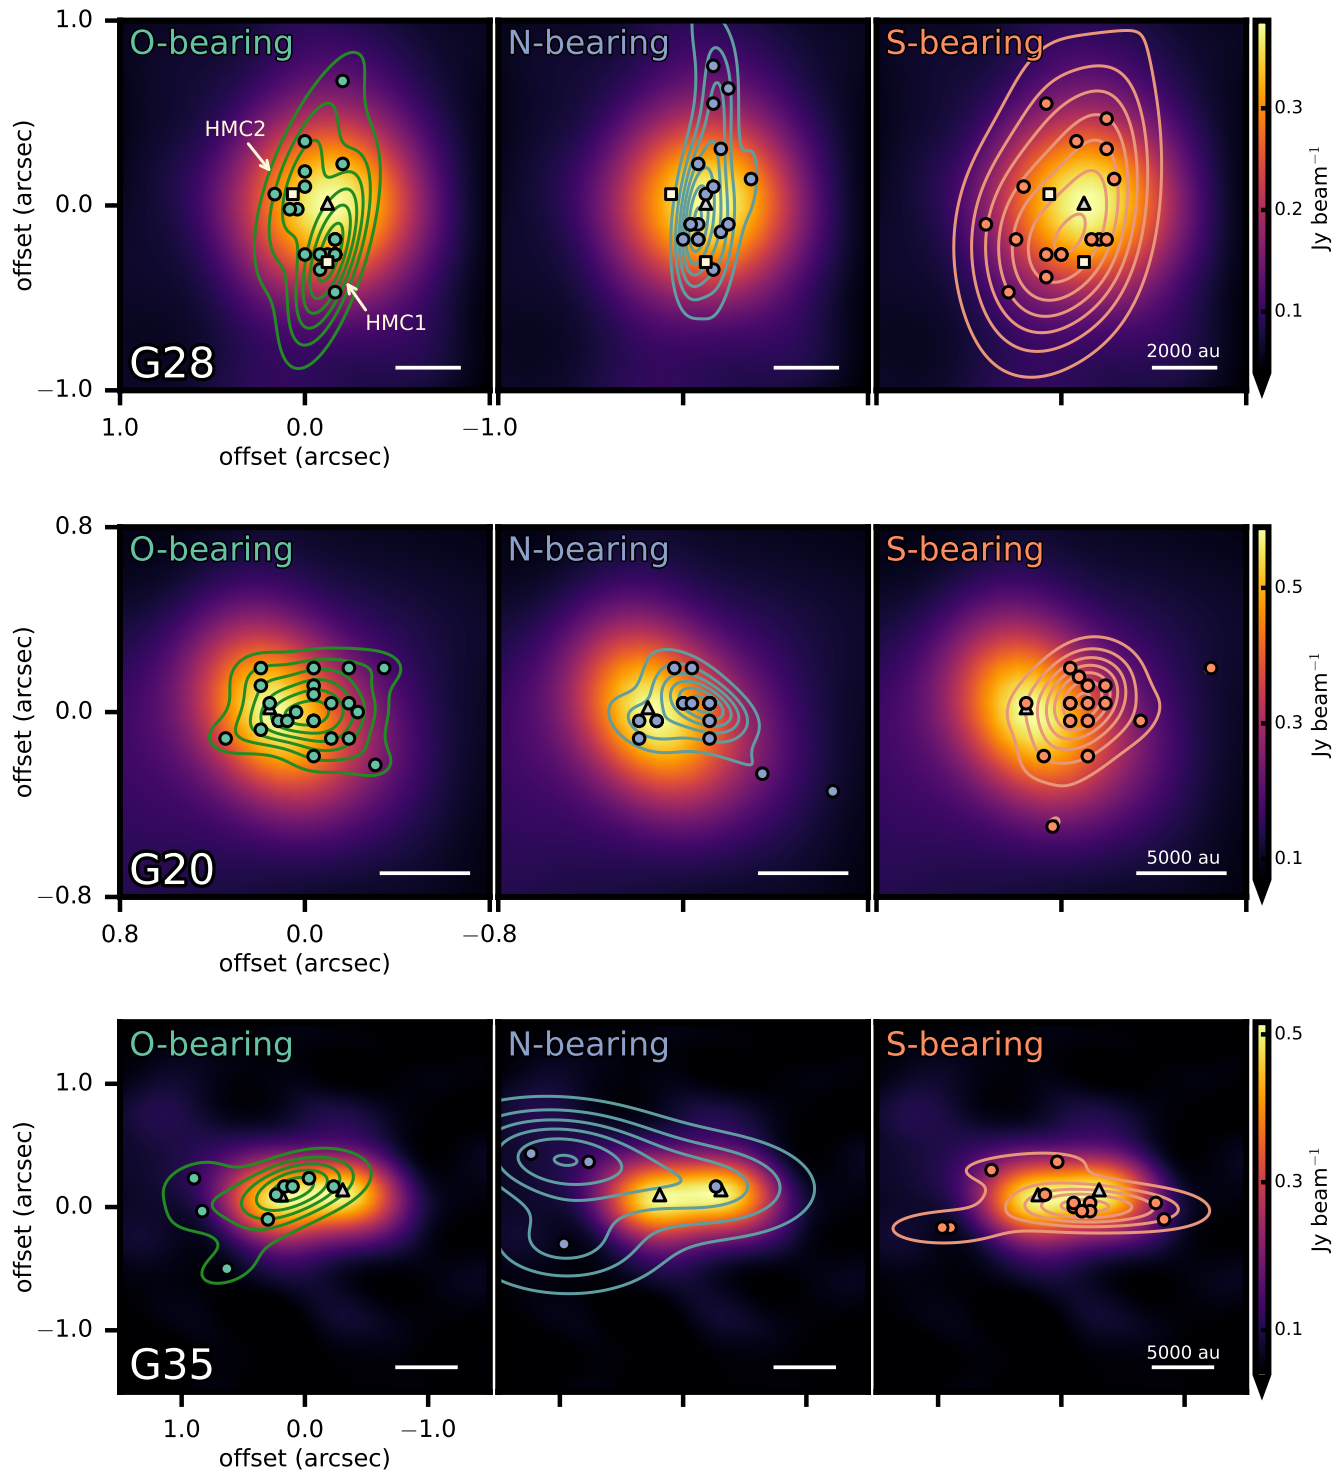 O-bearing
N-bearing
S-bearing
1.0
0.0
−1.0
offset (arcsec)
HMC2
HMC1
G28
2000 au
0.3
0.2
0.1
Jy beam⁻¹
1.0
0.0
−1.0
offset (arcsec)
O-bearing
N-bearing
S-bearing
0.8
0.0
−0.8
offset (arcsec)
G20
5000 au
0.5
0.3
0.1
Jy beam⁻¹
0.8
0.0
−0.8
offset (arcsec)
O-bearing
N-bearing
S-bearing
1.0
0.0
−1.0
offset (arcsec)
G35
5000 au
0.5
0.3
0.1
Jy beam⁻¹
1.0
0.0
−1.0
offset (arcsec)